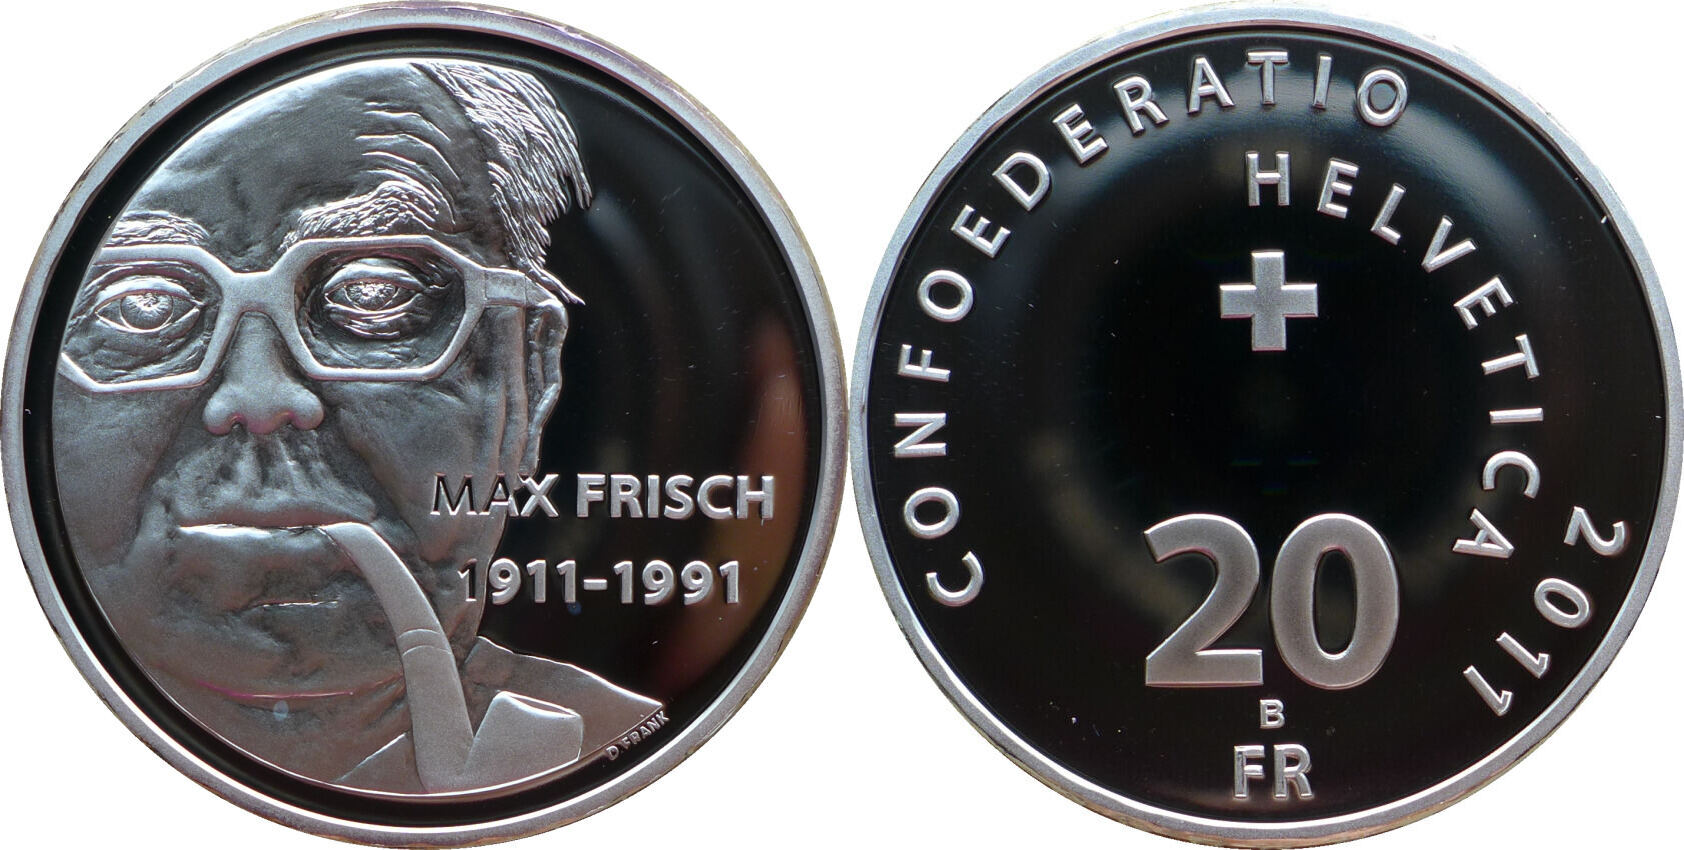 MAX FRISCH
1911-1991
D. FRANK
CONFOEDERATIO
HELVETICA
2011
20
B
FR